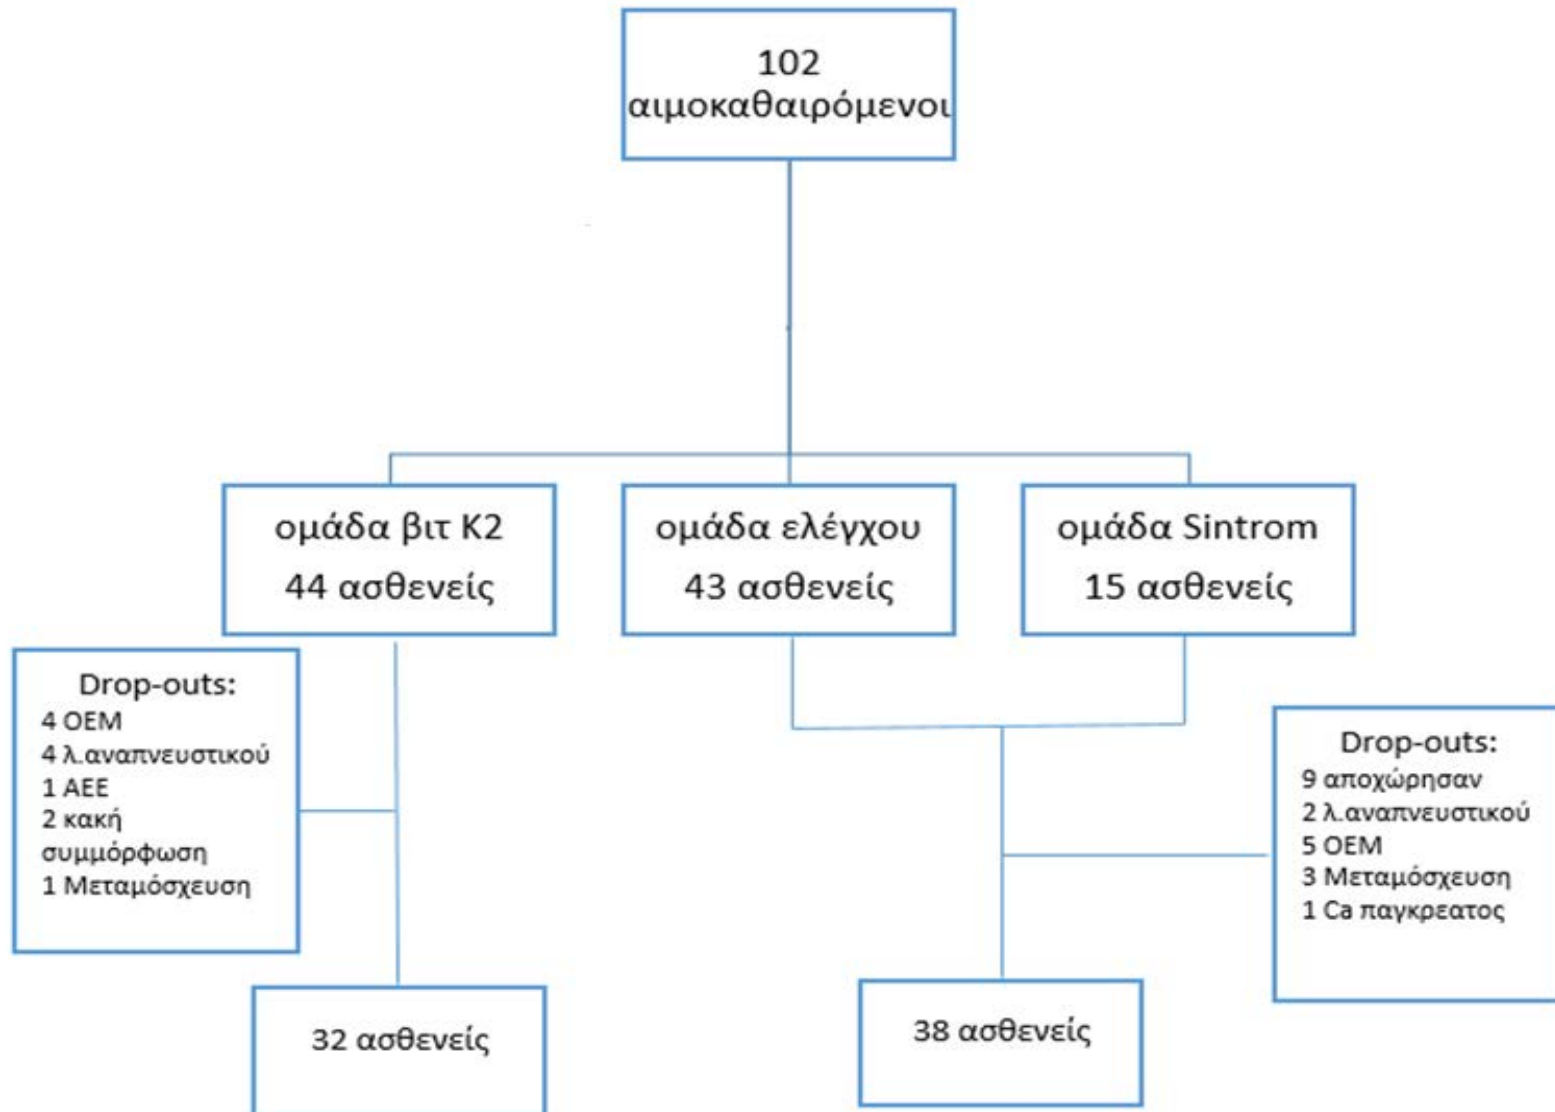 102
αιμοκαθαιρόμενοι
ομάδα βιτ Κ2
44 ασθενείς
ομάδα ελέγχου
43 ασθενείς
ομάδα Sintrom
15 ασθενείς
Drop-outs:
4 ΟΕΜ
4 λ.αναπνευστικού
1 ΑΕΕ
2 κακή
συμμόρφωση
1 Μεταμόσχευση
Drop-outs:
9 αποχώρησαν
2 λ.αναπνευστικού
5 ΟΕΜ
3 Μεταμόσχευση
1 Ca παγκρεατος
32 ασθενείς
38 ασθενείς